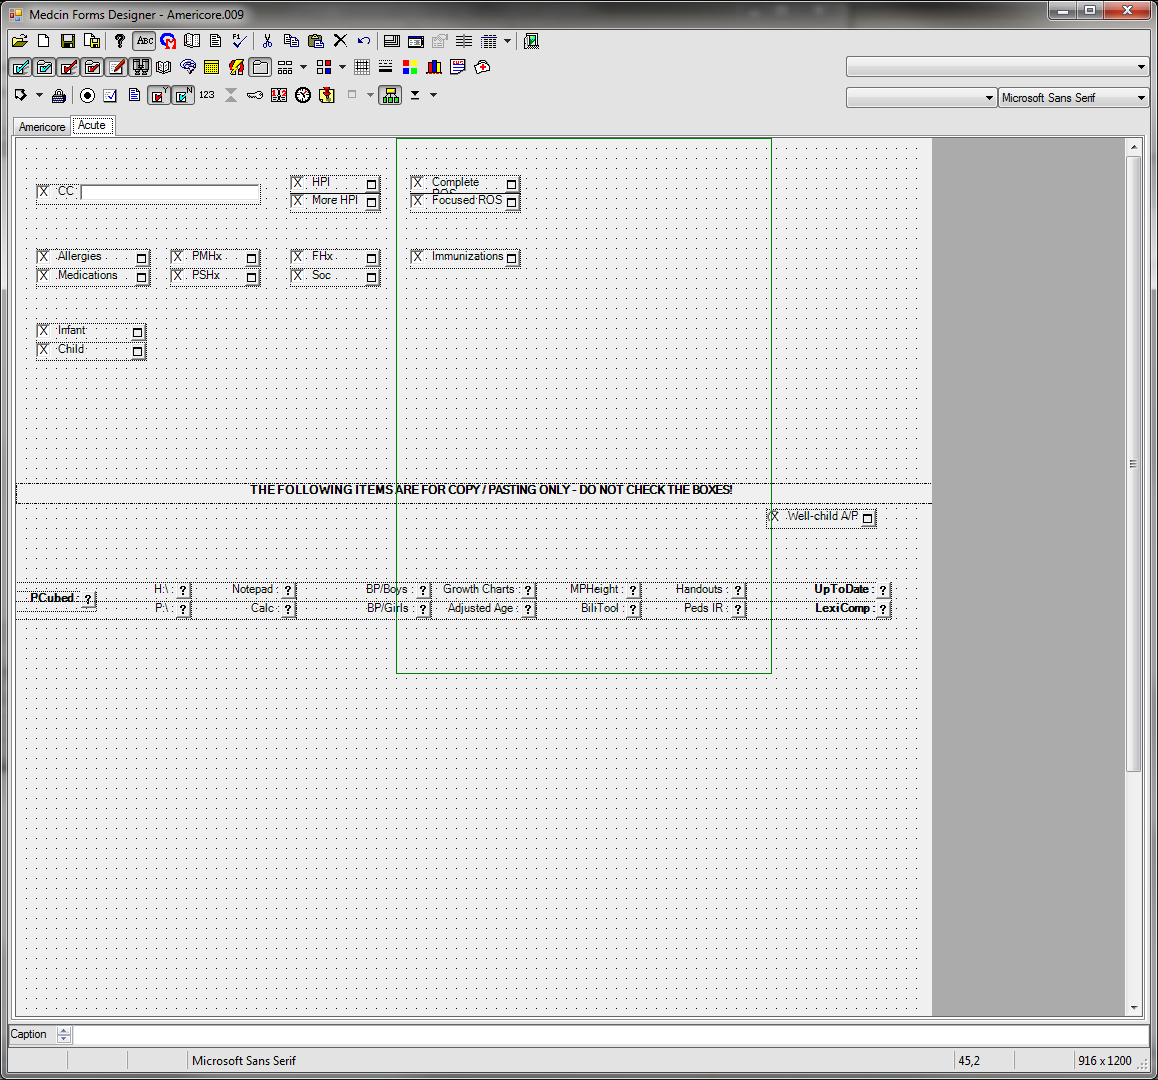 Medcin Forms Designer - Americore.009
ABC
F1
Y
N
123
Microsoft Sans Serif
Americore
Acute
X CC
X HPI
X Complete
X More HPI
X Focused ROS
X Allergies
X PMHx
X FHx
X Immunizations
X Medications
X PSHx
X Soc
X Infant
X Child
THE FOLLOWING ITEMS ARE FOR COPY / PASTING ONLY - DO NOT CHECK THE BOXES!
X Well-child A/P
PCubed : ?
H:\ : ?
Notepad : ?
BP/Boys : ?
Growth Charts : ?
MPHeight : ?
Handouts : ?
UpToDate : ?
P:\ : ?
Calc : ?
BP/Girls : ?
Adjusted Age : ?
BiliTool : ?
Peds IR : ?
LexiComp : ?
Caption
Microsoft Sans Serif
45,2
916 x 1200